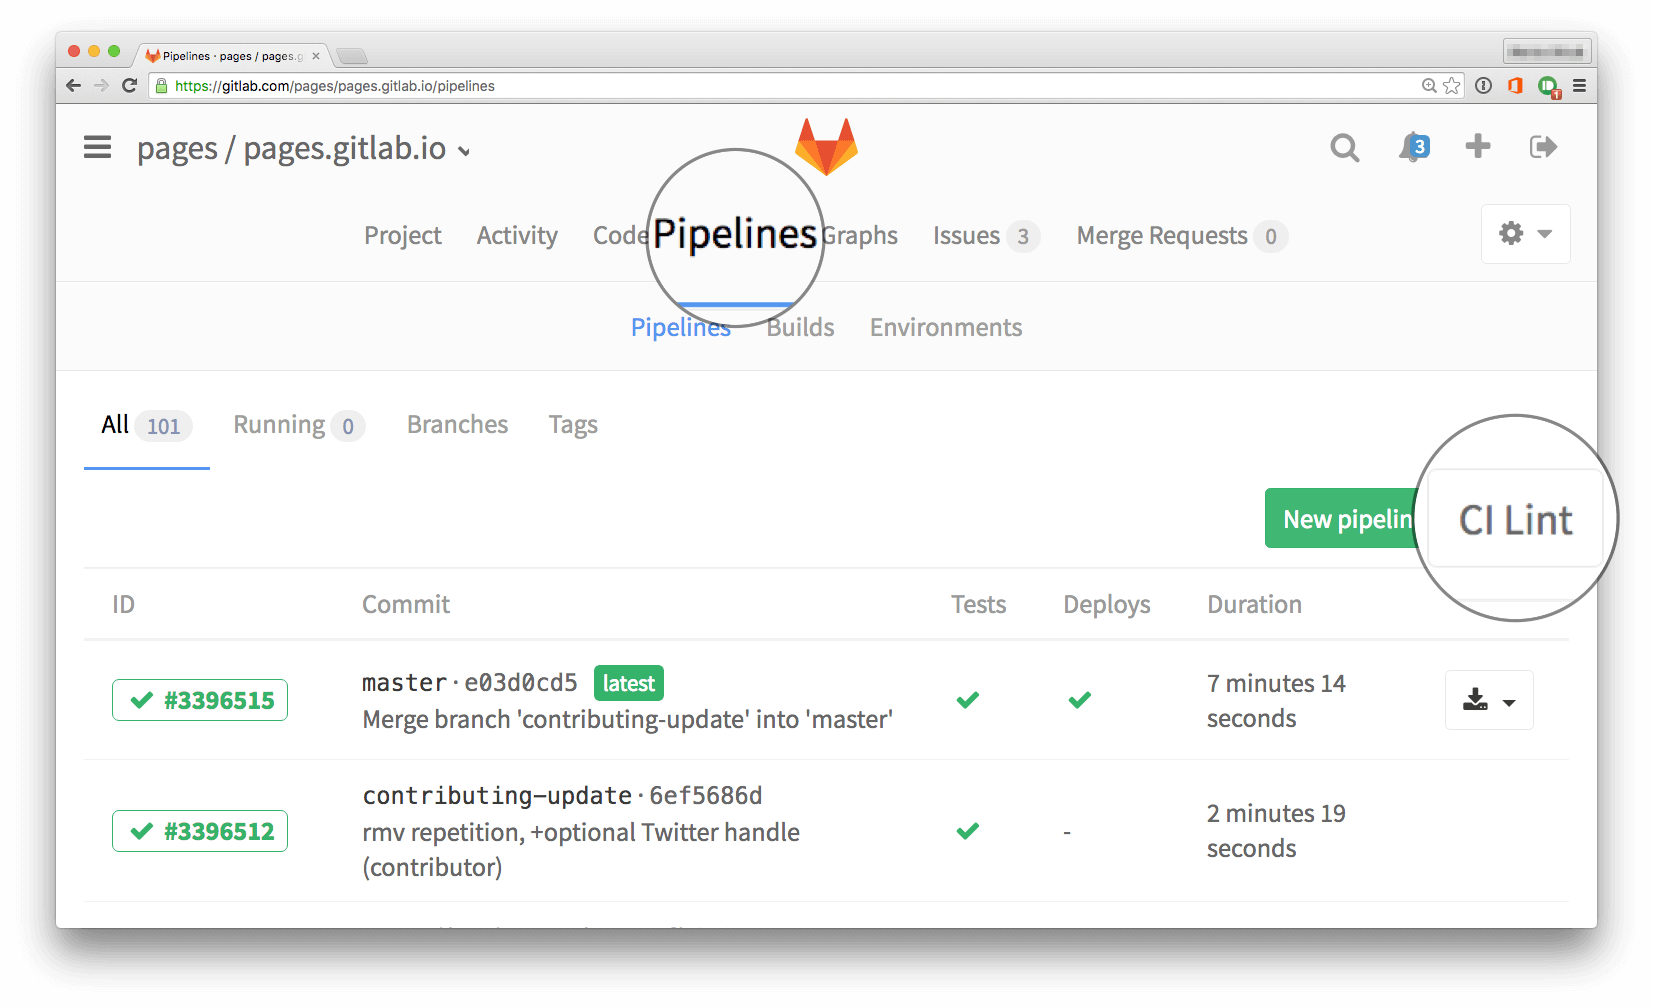 Pipelines · pages / pages.g
https://gitlab.com/pages/pages.gitlab.io/pipelines
1
pages / pages.gitlab.io
3
Project Activity Code Pipelines Graphs Issues 3 Merge Requests 0
Pipelines Builds Environments
All 101 Running 0 Branches Tags
New pipelin CI Lint
ID Commit Tests Deploys Duration
#3396515 master · e03d0cd5 latest 7 minutes 14
Merge branch 'contributing-update' into 'master' seconds
contributing-update · 6ef5686d
#3396512 rmv repetition, +optional Twitter handle - 2 minutes 19
(contributor) seconds